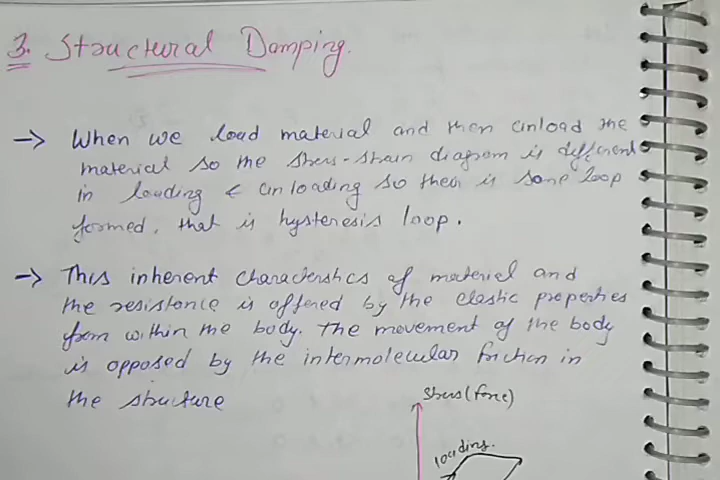 3. Structural Damping.
→ When we load material and then unload the
material so the stress-strain diagram is different
in loading & unloading so their is some loop
formed, that is hysteresis loop.
→ This inherent characteristics of material and
the resistance is offered by the elastic properties
from within the body. The movement of the body
is opposed by the intermolecular friction in
the structure
Stress (force)
loading.